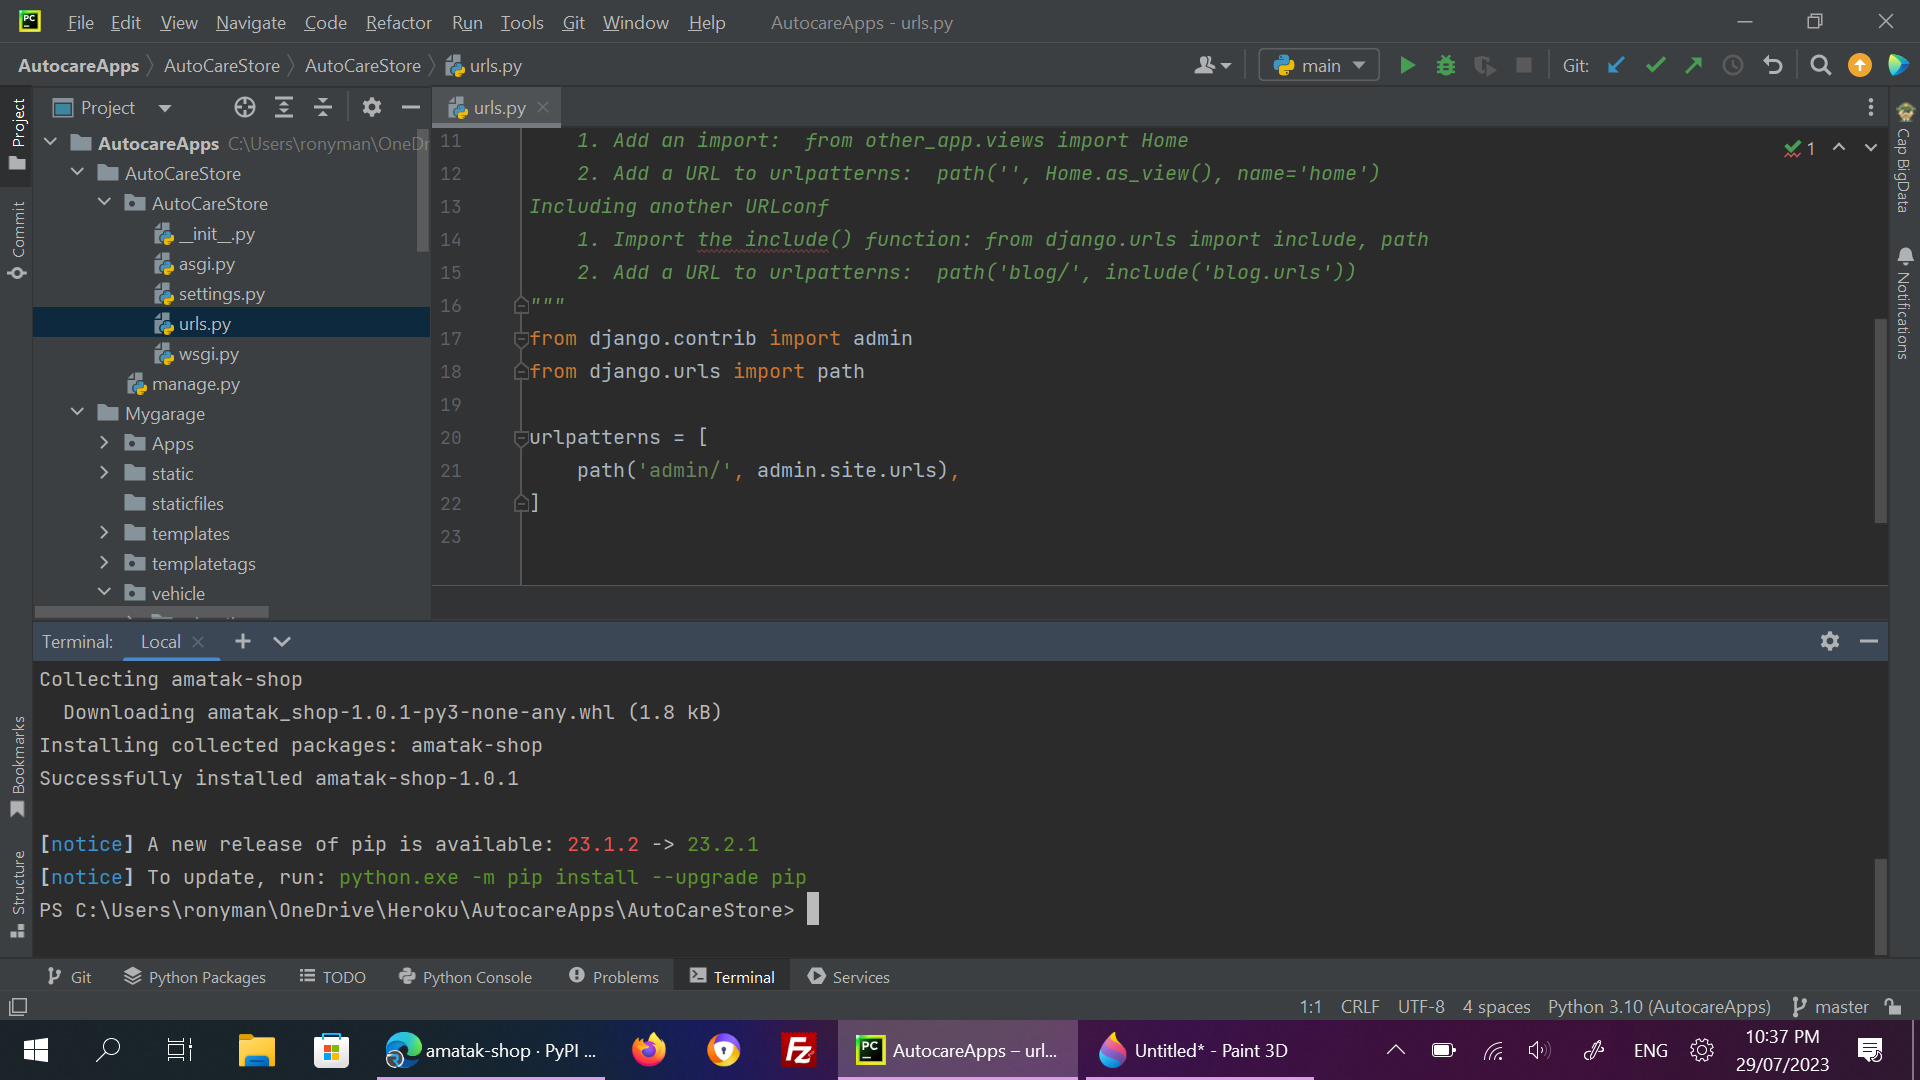 PC File Edit View Navigate Code Refactor Run Tools Git Window Help AutocareApps - urls.py
AutocareApps AutoCareStore AutoCareStore urls.py main Git:
Project
Project
urls.py
AutocareApps C:\Users\ronyman\OneDr
AutoCareStore
AutoCareStore
__init__.py
asgi.py
settings.py
urls.py
wsgi.py
manage.py
Mygarage
Apps
static
staticfiles
templates
templatetags
vehicle
Commit
11 1. Add an import:  from other_app.views import Home
12 2. Add a URL to urlpatterns:  path('', Home.as_view(), name='home')
13 Including another URLconf
14 1. Import the include() function: from django.urls import include, path
15 2. Add a URL to urlpatterns:  path('blog/', include('blog.urls'))
16 """
17 from django.contrib import admin
18 from django.urls import path
19
20 urlpatterns = [
21 path('admin/', admin.site.urls),
22 ]
23
1
Cap BigData
Notifications
Terminal: Local
Collecting amatak-shop
Downloading amatak_shop-1.0.1-py3-none-any.whl (1.8 kB)
Installing collected packages: amatak-shop
Successfully installed amatak-shop-1.0.1
[notice] A new release of pip is available: 23.1.2 -> 23.2.1
[notice] To update, run: python.exe -m pip install --upgrade pip
PS C:\Users\ronyman\OneDrive\Heroku\AutocareApps\AutoCareStore>
Bookmarks
Structure
Git Python Packages TODO Python Console Problems Terminal Services
1:1 CRLF UTF-8 4 spaces Python 3.10 (AutocareApps) master
amatak-shop · PyPI ... Fz PC AutocareApps – url... Untitled* - Paint 3D ENG 10:37 PM
29/07/2023